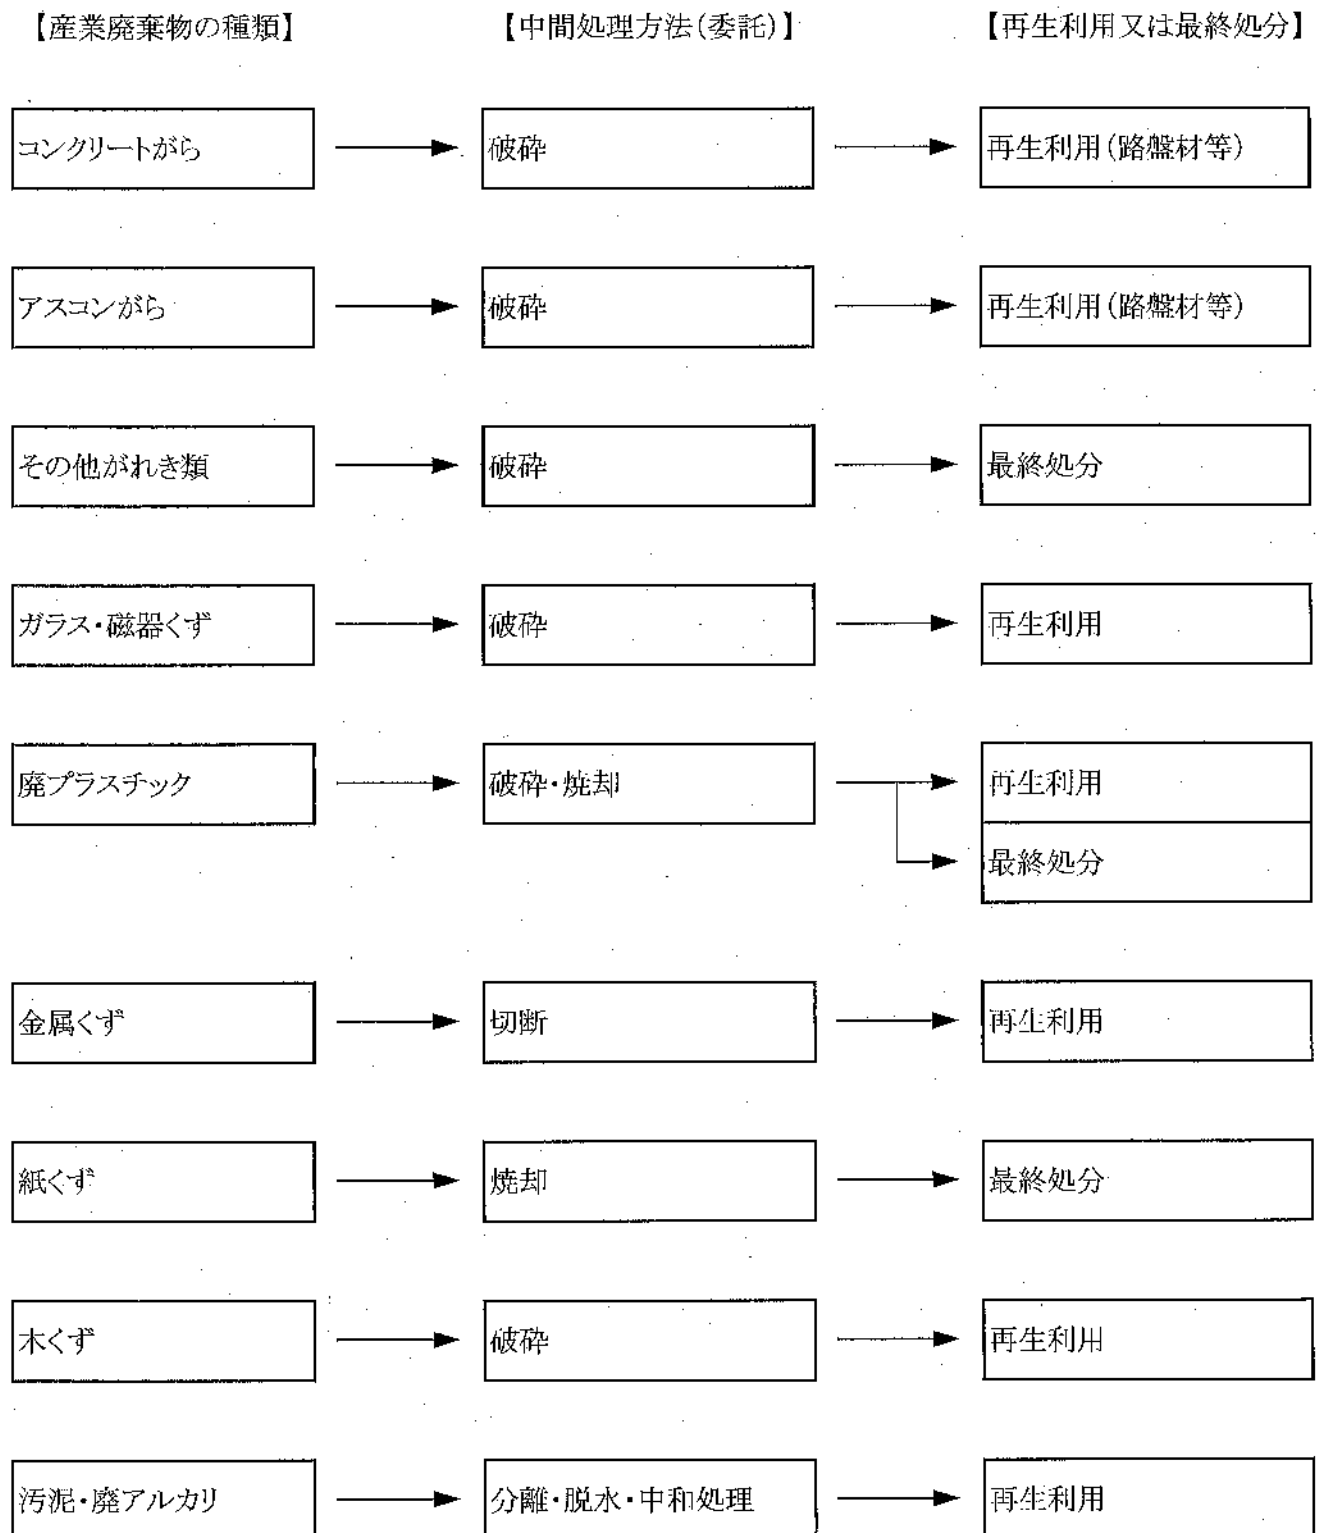 【産業廃棄物の種類】 【中間処理方法(委託)】 【再生利用又は最終処分】
コンクリートがら 破砕 再生利用(路盤材等)
アスコンがら 破砕 再生利用(路盤材等)
その他がれき類 破砕 最終処分
ガラス・磁器くず 破砕 再生利用
廃プラスチック 破砕・焼却 再生利用
最終処分
金属くず 切断 再生利用
紙くず 焼却 最終処分
木くず 破砕 再生利用
汚泥・廃アルカリ 分離・脱水・中和処理 再生利用